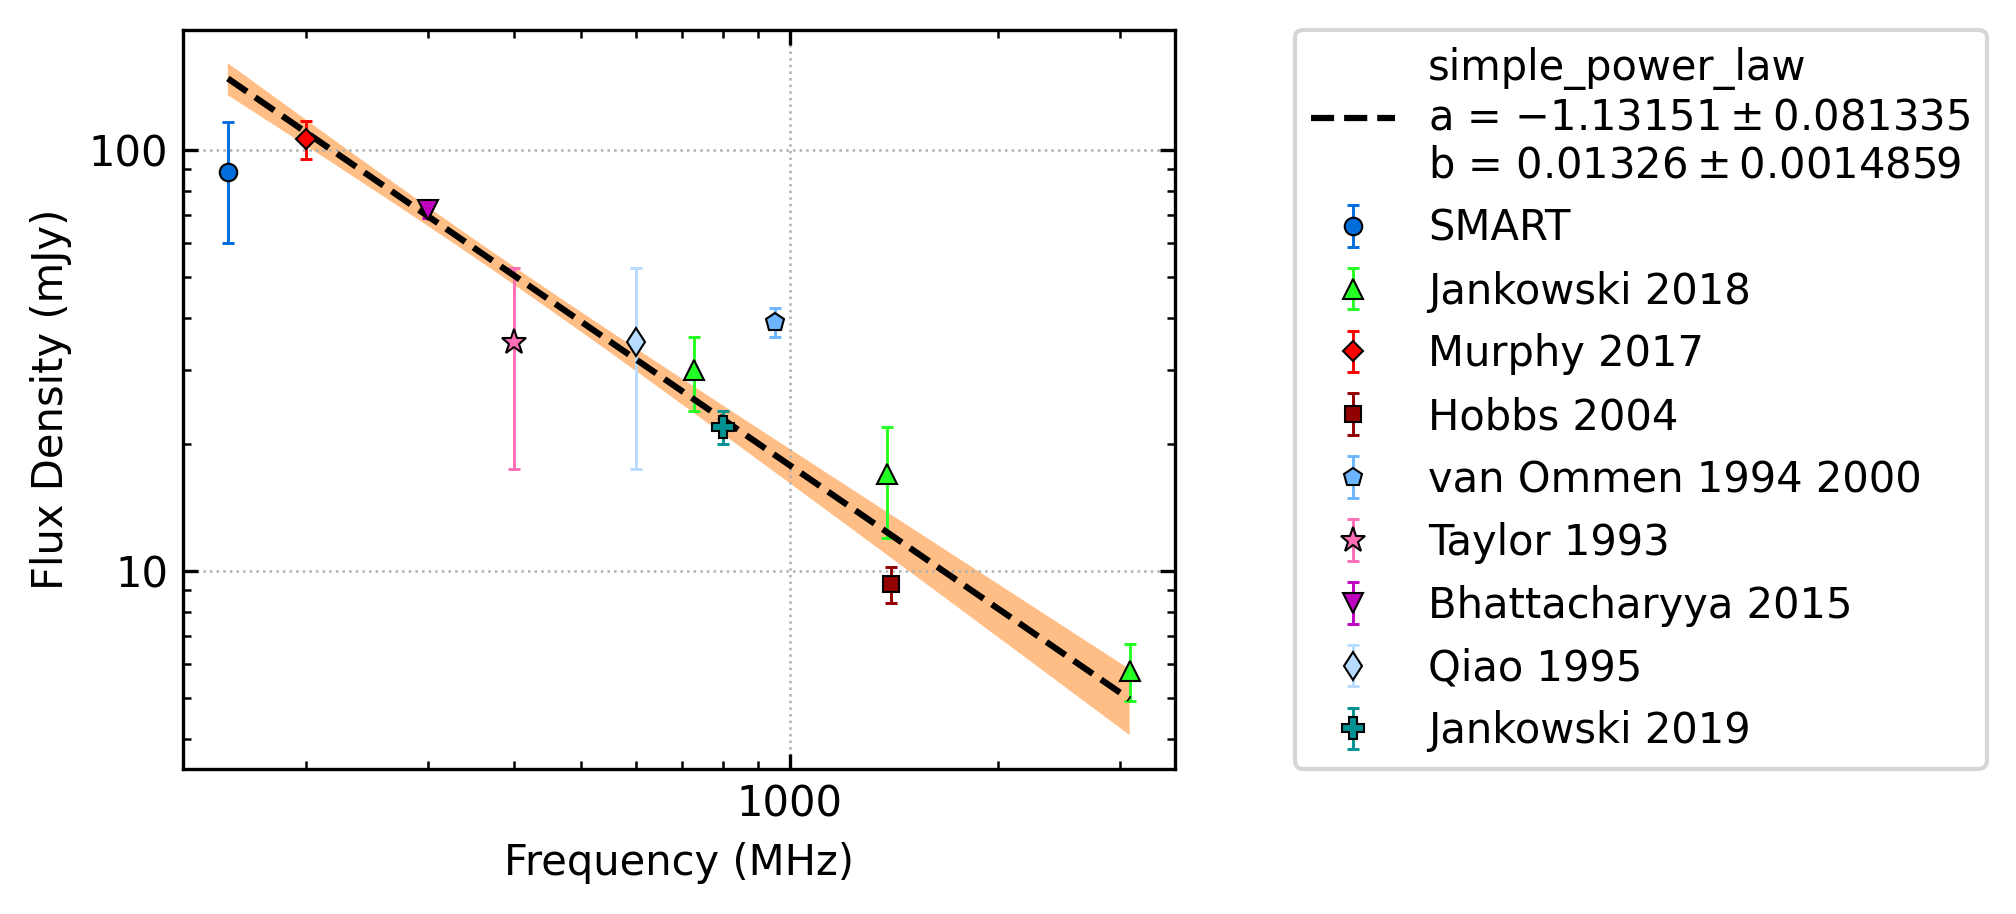 100
10
Flux Density (mJy)
1000
Frequency (MHz)
simple_power_law
a = −1.13151 ± 0.081335
b = 0.01326 ± 0.0014859
SMART
Jankowski 2018
Murphy 2017
Hobbs 2004
van Ommen 1994 2000
Taylor 1993
Bhattacharyya 2015
Qiao 1995
Jankowski 2019